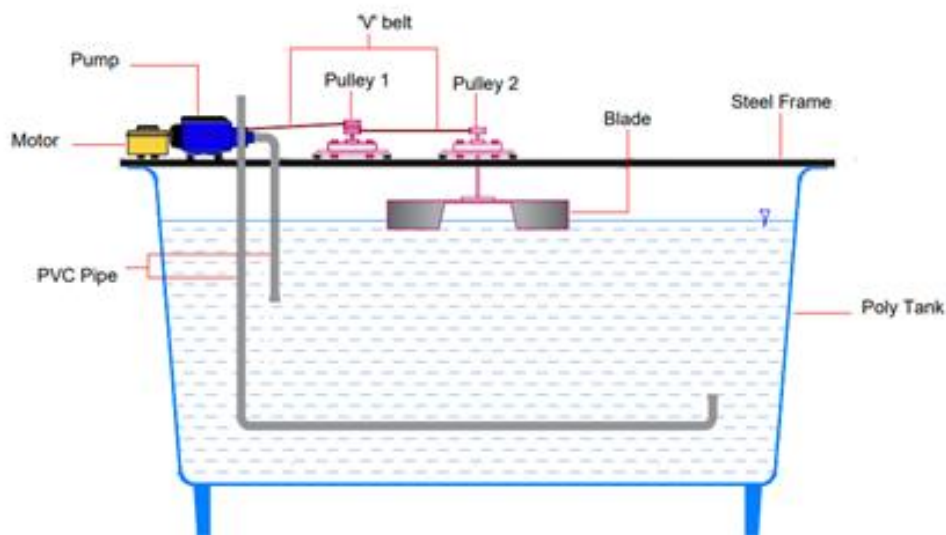 'V' belt
Pump
Pulley 1
Pulley 2
Steel Frame
Motor
Blade
PVC Pipe
Poly Tank